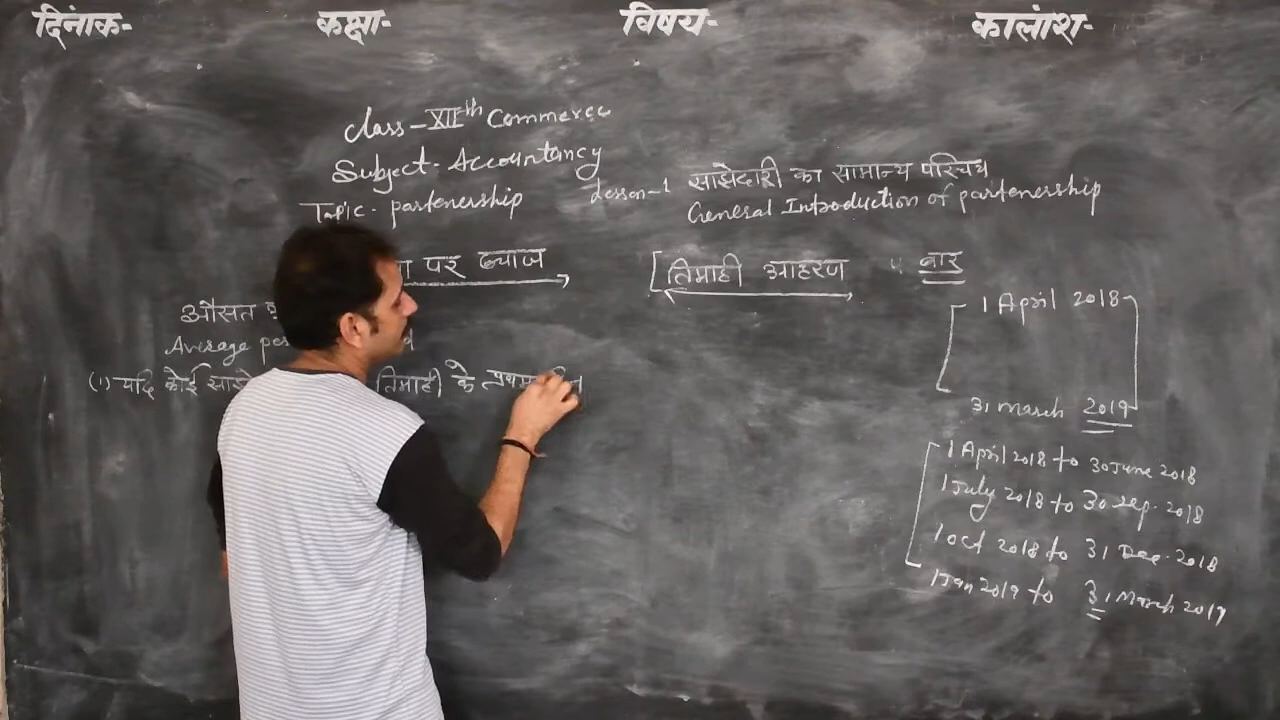 दिंनाक- कक्षा- विषय- कालांश-
Class-XIIth Commerce
Subject- Accountancy
Topic- partenership
Lesson-1 साझेदारी का सामान्य परिचय
General Introduction of partenership
पर ब्याज
[तिमाही आहरण 4 बार
औसत
Average
(1) यदि कोई तिमाही के प्रथम
1 April 2018
31 march 2019
1 April 2018 to 30 June 2018
1 July 2018 to 30 Sep. 2018
1 Oct 2018 to 31 Dec. 2018
1 Jan 2019 to 31 March 2019